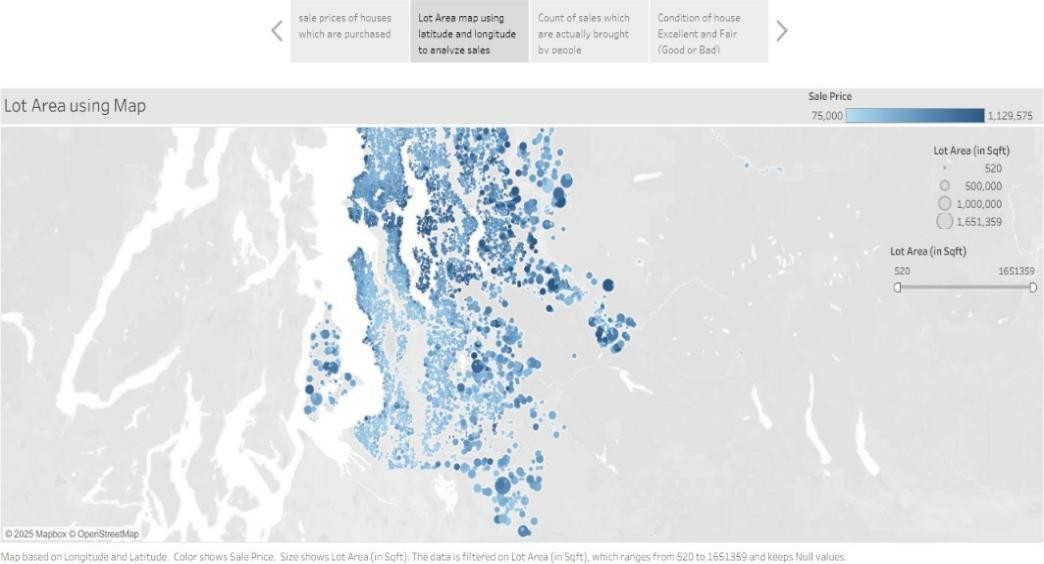 sale prices of houses
which are purchased
Lot Area map using
latitude and longitude
to analyze sales
Count of sales which
are actually brought
by people
Condition of house
Excellent and Fair
(Good or Bad)
Lot Area using Map
Sale Price
75,000 1,129,575
Lot Area (in Sqft)
520
500,000
1,000,000
1,651,359
Lot Area (in Sqft)
520 1651359
© 2025 Mapbox © OpenStreetMap
Map based on Longitude and Latitude. Color shows Sale Price. Size shows Lot Area (in Sqft). The data is filtered on Lot Area (in Sqft), which ranges from 520 to 1651359 and keeps Null values.